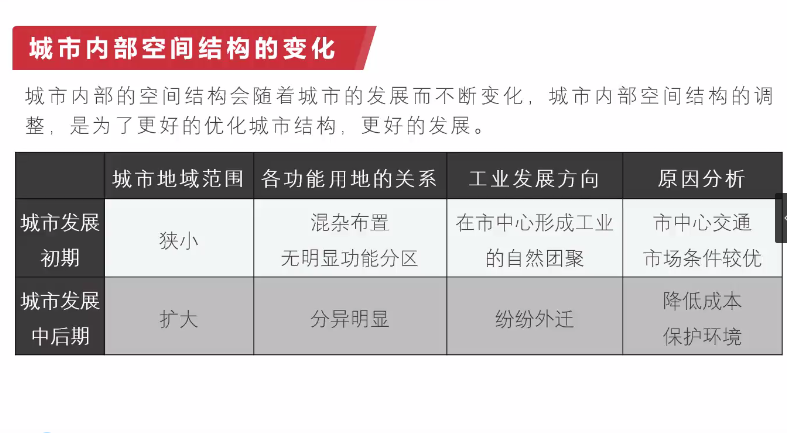 城市内部空间结构的变化
城市内部的空间结构会随着城市的发展而不断变化，城市内部空间结构的调
整，是为了更好的优化城市结构，更好的发展。
城市地域范围 各功能用地的关系 工业发展方向 原因分析
城市发展
初期
狭小
混杂布置
无明显功能分区
在市中心形成工业
的自然团聚
市中心交通
市场条件较优
城市发展
中后期
扩大
分异明显
纷纷外迁
降低成本
保护环境